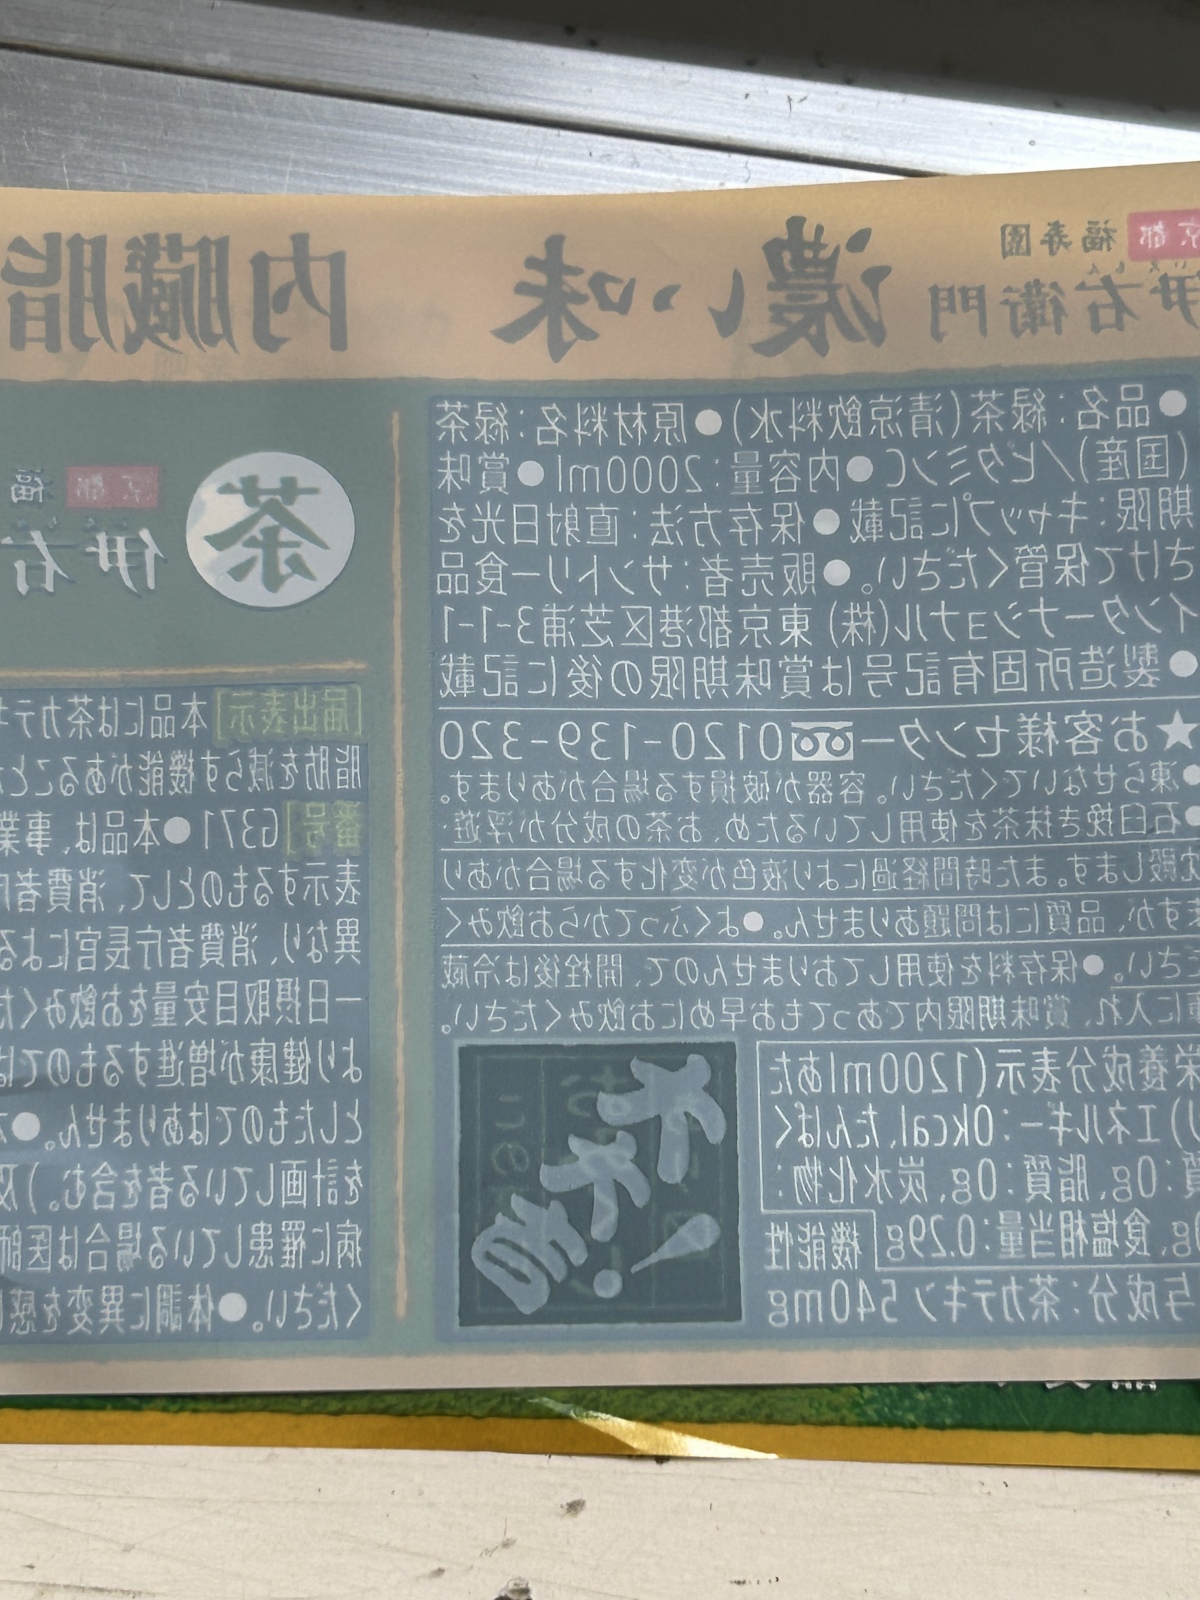 京都 福寿園
伊右衛門 濃い味 内臓脂
●品名：緑茶（清涼飲料水）●原材料名：緑茶
（国産）／ビタミンC ●内容量：2000ml ●賞味
期限：キャップに記載 ●保存方法：直射日光を
さけて保管ください。●販売者：サントリー食品
インターナショナル(株) 東京都港区芝浦3-1-1
●製造所固有記号は賞味期限の後に記載
★お客様センター 0120-139-320
●凍らせないでください。容器が破損する場合があります。
●石臼挽き抹茶を使用しているため、お茶の成分が浮遊・
沈殿します。また時間経過により液色が変化する場合があり
ますが、品質には問題ありません。●よくふってからお飲みく
ださい。●保存料を使用しておりませんので、開栓後は冷蔵
庫に入れ、賞味期限内であってもお早めにお飲みください。
栄養成分表示（1200mlあた
り）エネルギー：0kcal、たんぱく
質：0g、脂質：0g、炭水化物：
0g、食塩相当量：0.29g 機能性
関与成分：茶カテキン540mg
茶
京都 福
伊右
[届出表示]本品には茶カテキ
脂肪を減らす機能があることが
番号]G371 ●本品は、事業
表示するものとして、消費者庁
異なり、消費者庁長官による
一日摂取目安量をお飲みくだ
より健康が増進するものでは
としたものではありません。●
を計画している者を含む。）及
病に罹患している場合は医師
ください。●体調に異変を感